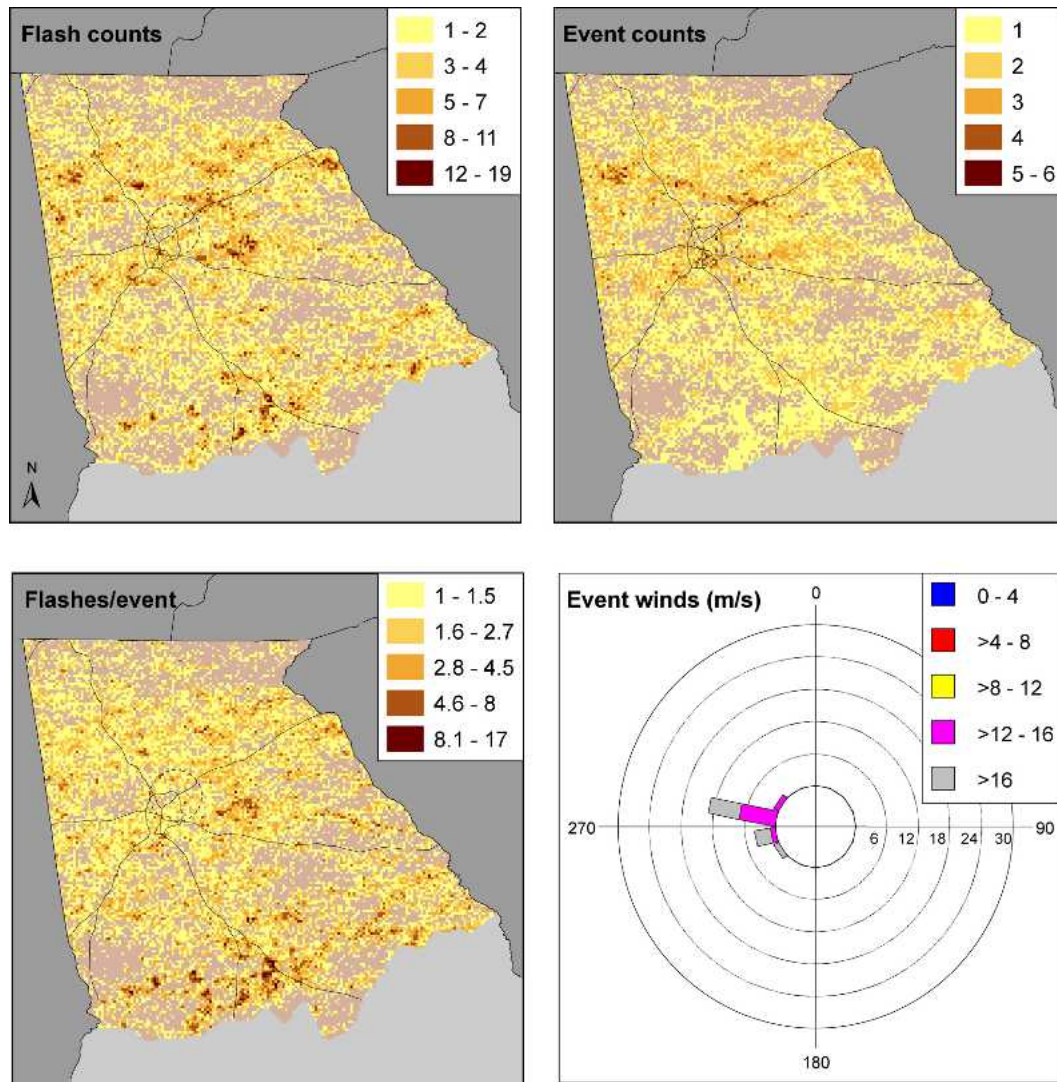 Flash counts
1 - 2
3 - 4
5 - 7
8 - 11
12 - 19
N
Event counts
1
2
3
4
5 - 6
Flashes/event
1 - 1.5
1.6 - 2.7
2.8 - 4.5
4.6 - 8
8.1 - 17
Event winds (m/s)
0
0 - 4
>4 - 8
>8 - 12
>12 - 16
>16
270
6 12 18 24 30
90
180